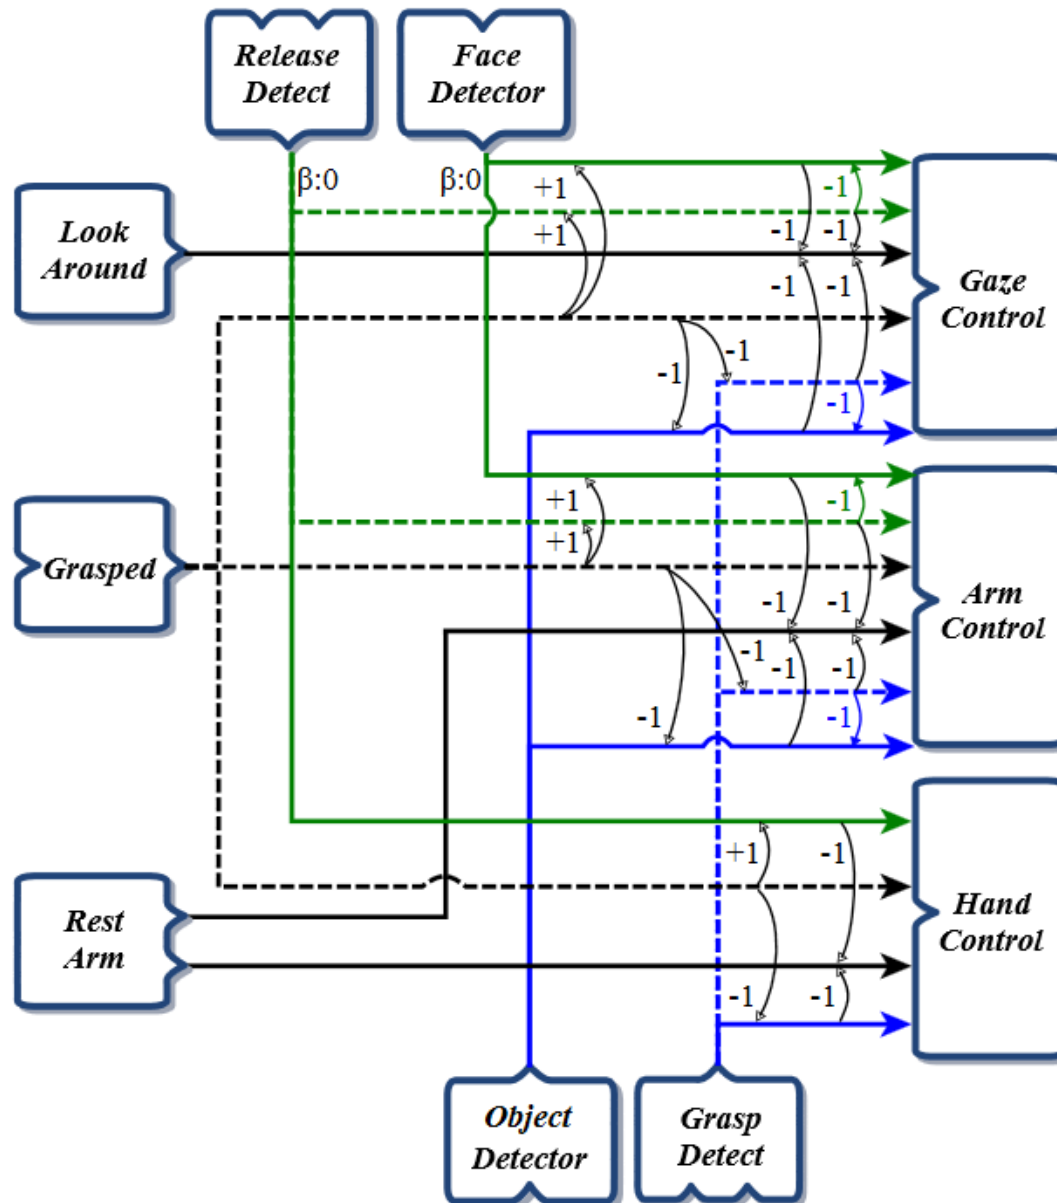 Release
Detect
Face
Detector
β:0
β:0
+1
-1
Look
Around
+1
-1
-1
-1
-1
Gaze
Control
-1
-1
-1
+1
-1
Grasped
+1
-1
-1
Arm
Control
-1
-1
-1
-1
-1
+1
-1
Rest
Arm
Hand
Control
-1
-1
Object
Detector
Grasp
Detect